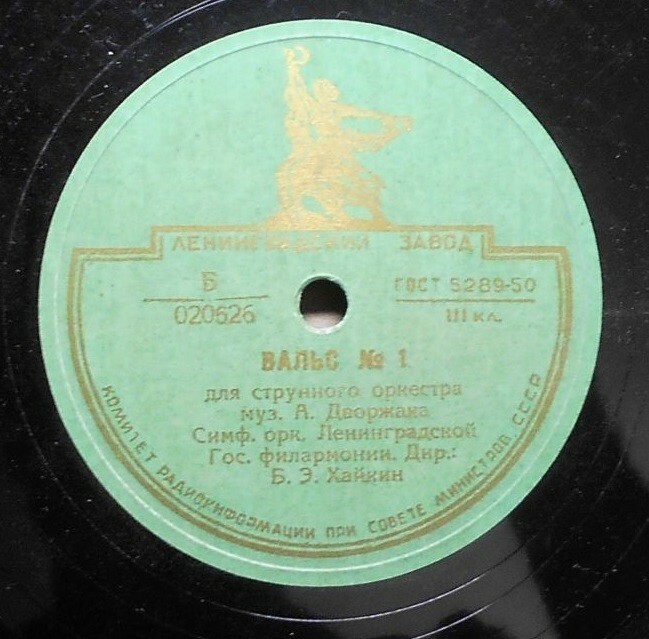 ЛЕНИНГРАДСКИЙ ЗАВОД
Б
020626
ГОСТ 5289-50
III кл.
ВАЛЬС № 1
для струнного оркестра
муз. А. Дворжака
Симф. орк. Ленинградской
Гос. филармонии. Дир.:
Б. Э. Хайкин
КОМИТЕТ РАДИОИНФОРМАЦИИ ПРИ СОВЕТЕ МИНИСТРОВ СССР